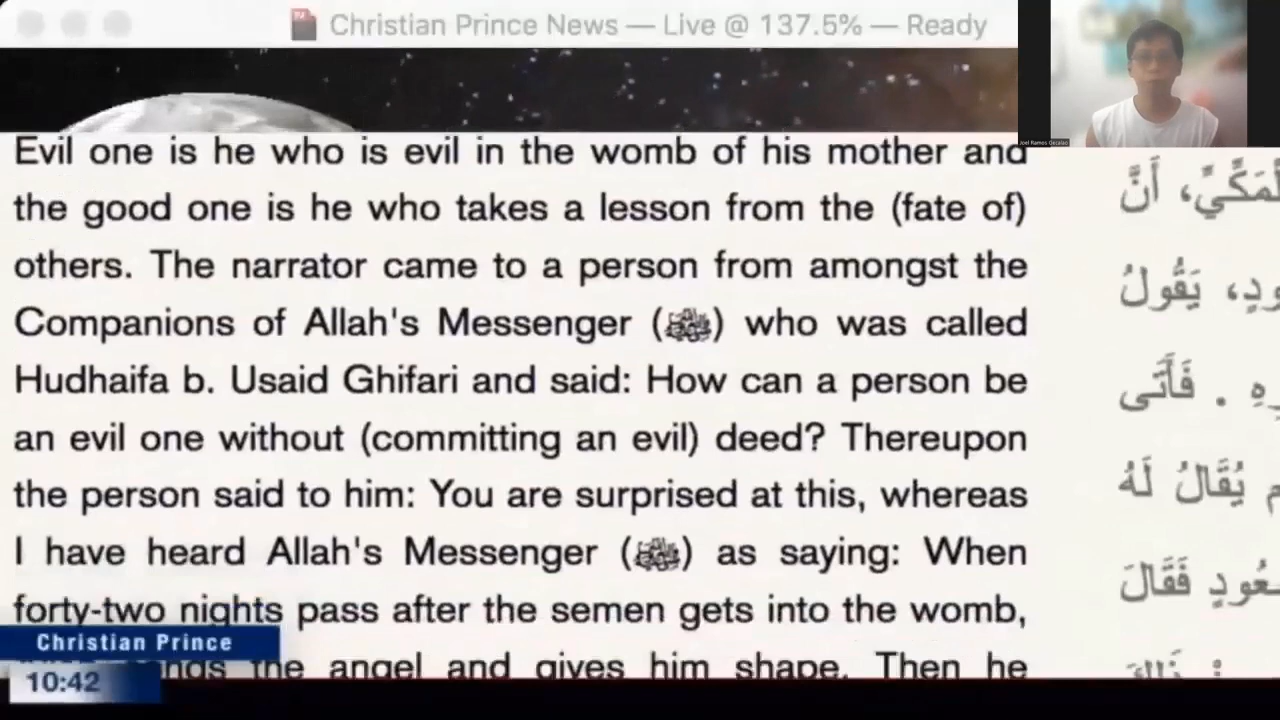 Christian Prince News — Live @ 137.5% — Ready
Joel Ramos
Evil one is he who is evil in the womb of his mother and
the good one is he who takes a lesson from the (fate of)
others. The narrator came to a person from amongst the
Companions of Allah's Messenger (ﷺ) who was called
Hudhaifa b. Usaid Ghifari and said: How can a person be
an evil one without (committing an evil) deed? Thereupon
the person said to him: You are surprised at this, whereas
I have heard Allah's Messenger (ﷺ) as saying: When
forty-two nights pass after the semen gets into the womb,
the angel and gives him shape. Then he
أَنَّ
يَقُولُ
فَأَتَى
يُقَالُ لَهُ
فَقَالَ
Christian Prince
10:42